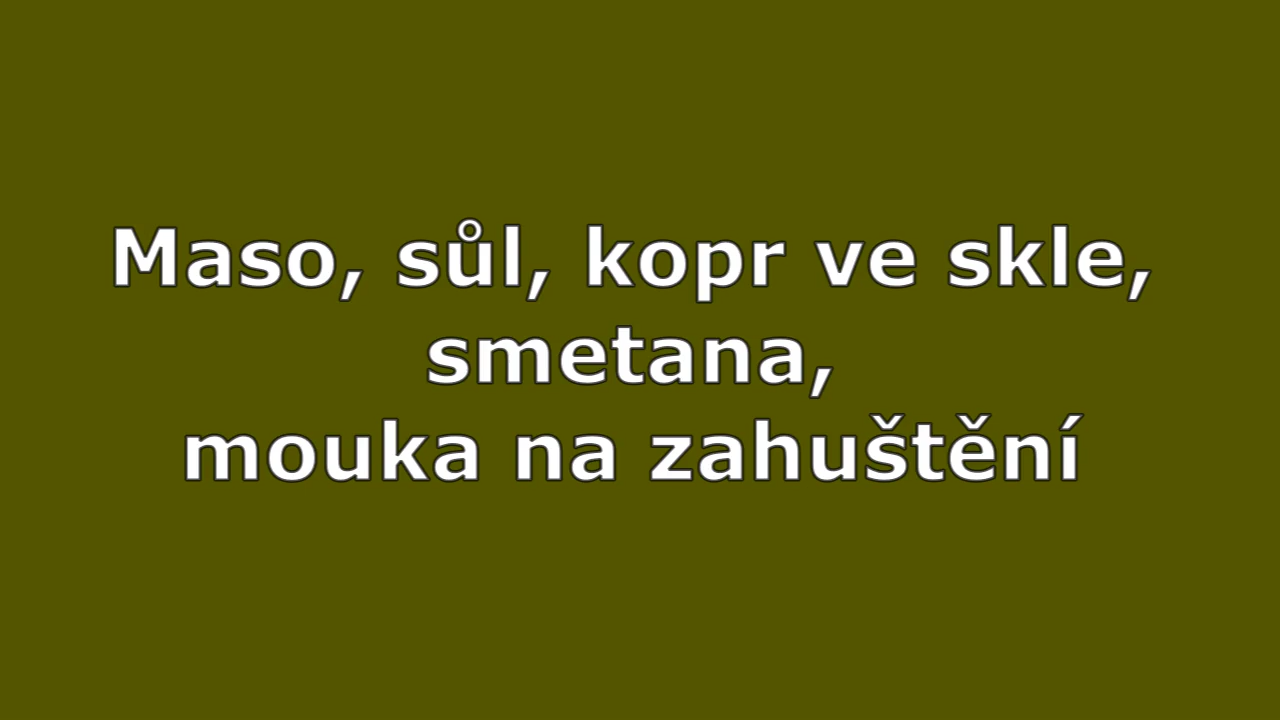 Maso, sůl, kopr ve skle,
smetana,
mouka na zahuštění